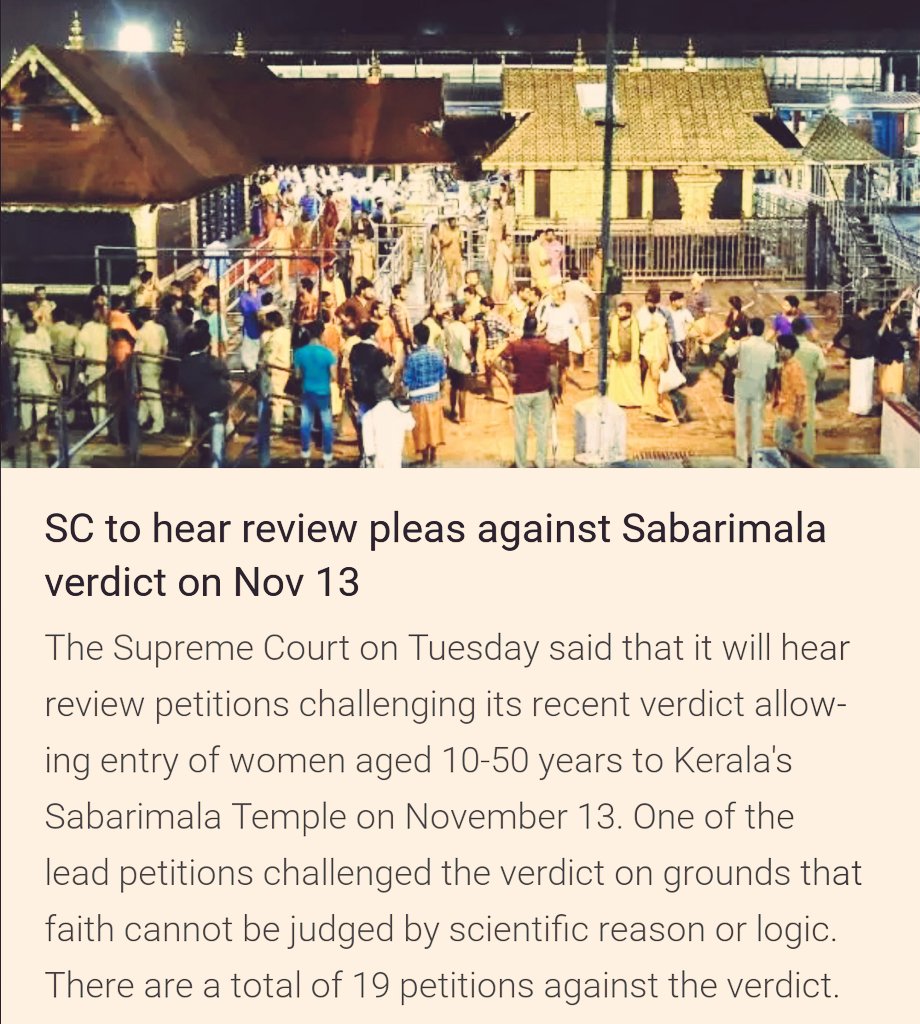 SC to hear review pleas against Sabarimala
verdict on Nov 13
The Supreme Court on Tuesday said that it will hear
review petitions challenging its recent verdict allow-
ing entry of women aged 10-50 years to Kerala's
Sabarimala Temple on November 13. One of the
lead petitions challenged the verdict on grounds that
faith cannot be judged by scientific reason or logic.
There are a total of 19 petitions against the verdict.